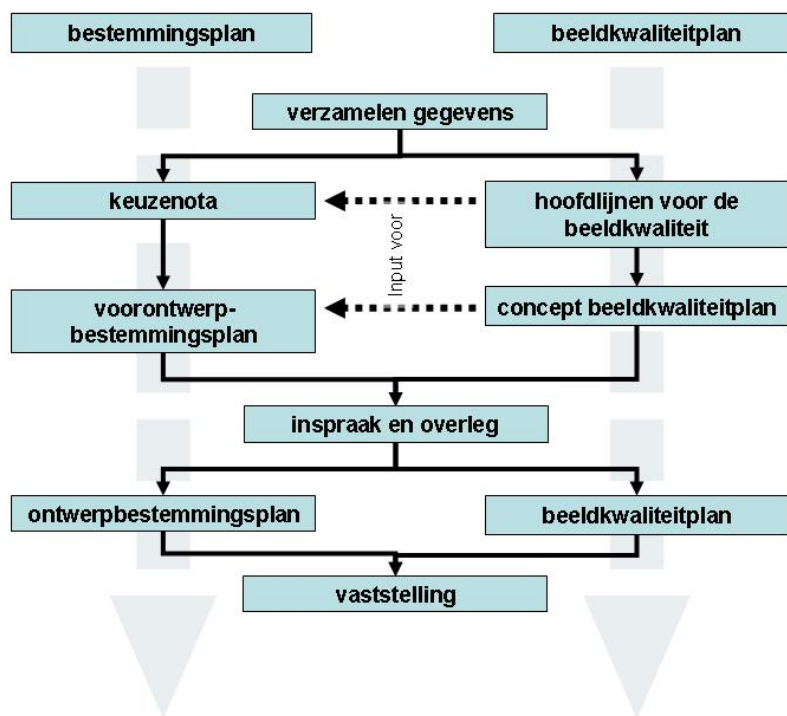 bestemmingsplan
beeldkwaliteitplan
verzamelen gegevens
keuzenota
hoofdlijnen voor de
beeldkwaliteit
Input voor
voorontwerp-
bestemmingsplan
concept beeldkwaliteitplan
inspraak en overleg
ontwerpbestemmingsplan
beeldkwaliteitplan
vaststelling